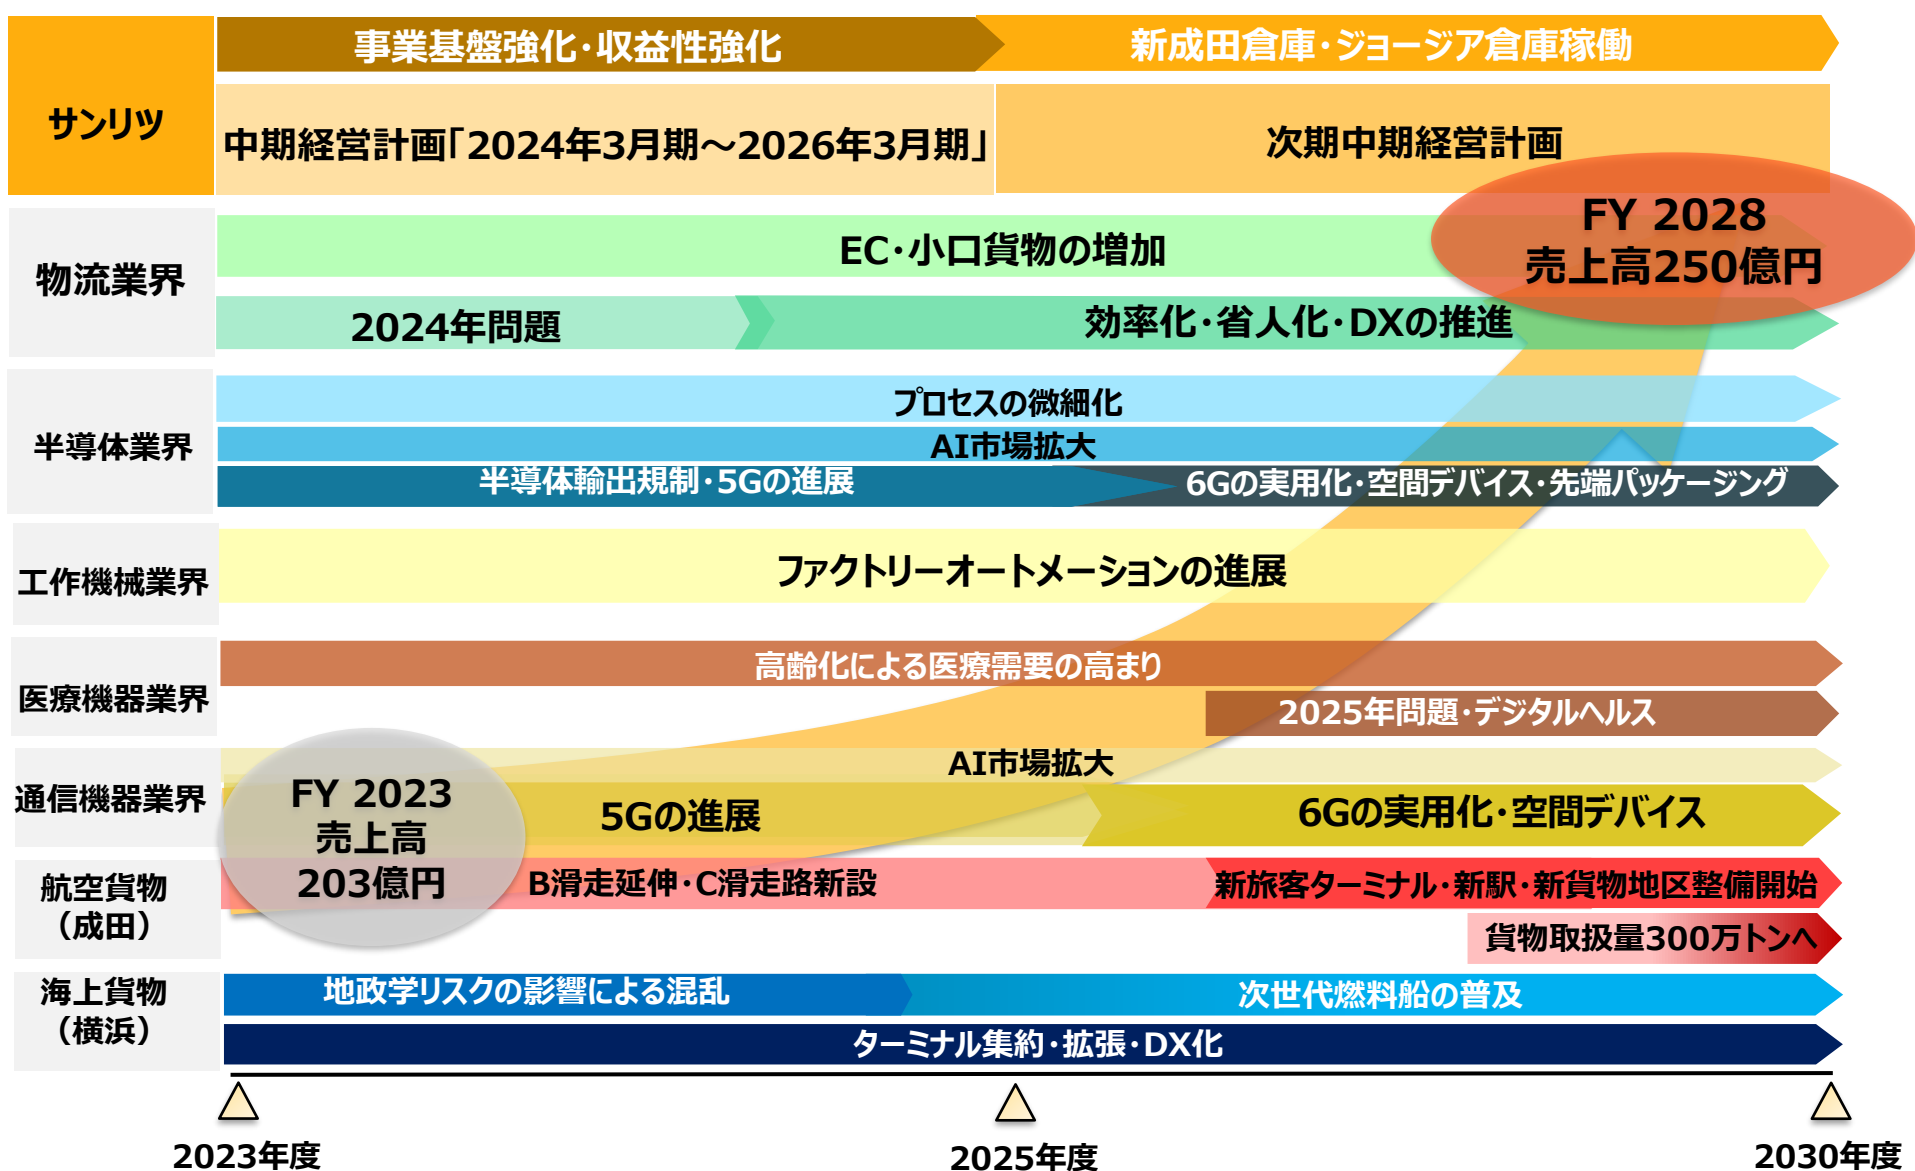 事業基盤強化・収益性強化
新成田倉庫・ジョージア倉庫稼働
サンリツ
中期経営計画「2024年3月期～2026年3月期」
次期中期経営計画
FY 2028
売上高250億円
物流業界
EC・小口貨物の増加
2024年問題
効率化・省人化・DXの推進
半導体業界
プロセスの微細化
AI市場拡大
半導体輸出規制・5Gの進展
6Gの実用化・空間デバイス・先端パッケージング
工作機械業界
ファクトリーオートメーションの進展
医療機器業界
高齢化による医療需要の高まり
2025年問題・デジタルヘルス
通信機器業界
AI市場拡大
FY 2023
売上高
203億円
5Gの進展
6Gの実用化・空間デバイス
航空貨物
（成田）
B滑走延伸・C滑走路新設
新旅客ターミナル・新駅・新貨物地区整備開始
貨物取扱量300万トンへ
海上貨物
（横浜）
地政学リスクの影響による混乱
次世代燃料船の普及
ターミナル集約・拡張・DX化
2023年度
2025年度
2030年度